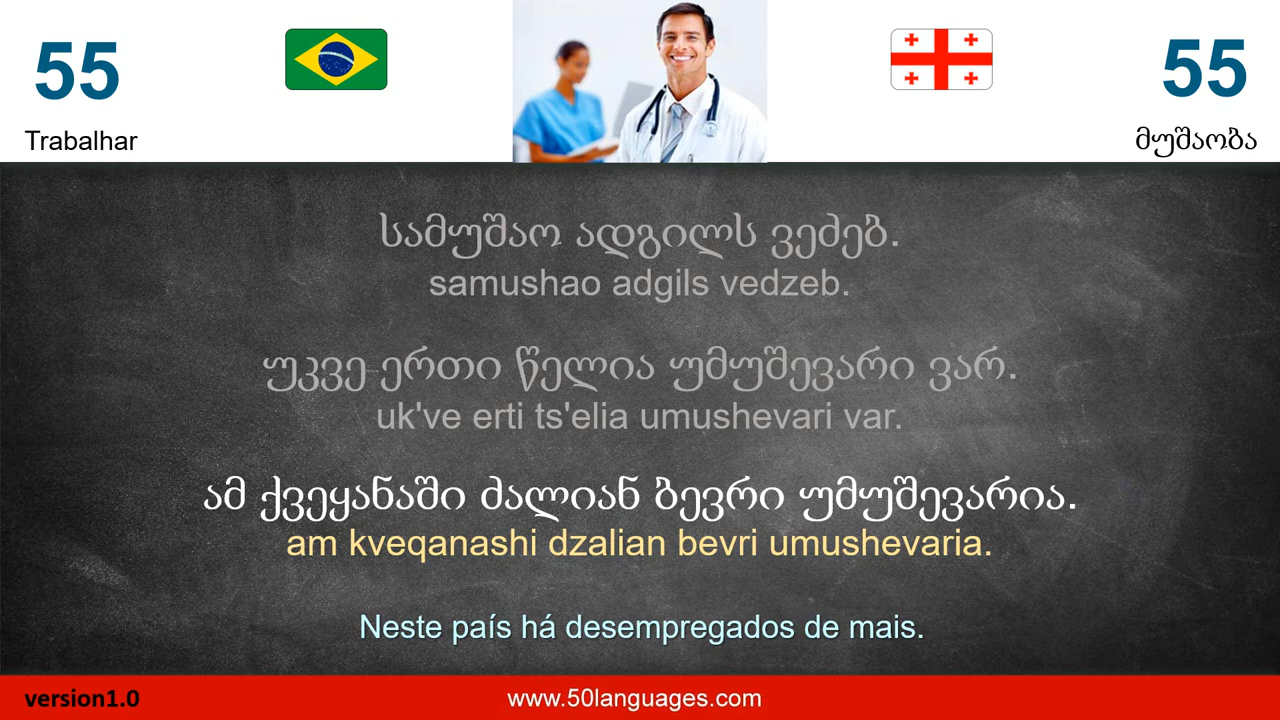 55
55
Trabalhar
მუშაობა
სამუშაო ადგილს ვეძებ.
samushao adgils vedzeb.
უკვე ერთი წელია უმუშევარი ვარ.
uk've erti ts'elia umushevari var.
ამ ქვეყანაში ძალიან ბევრი უმუშევარია.
am kveqanashi dzalian bevri umushevaria.
Neste país há desempregados de mais.
version1.0
www.50languages.com